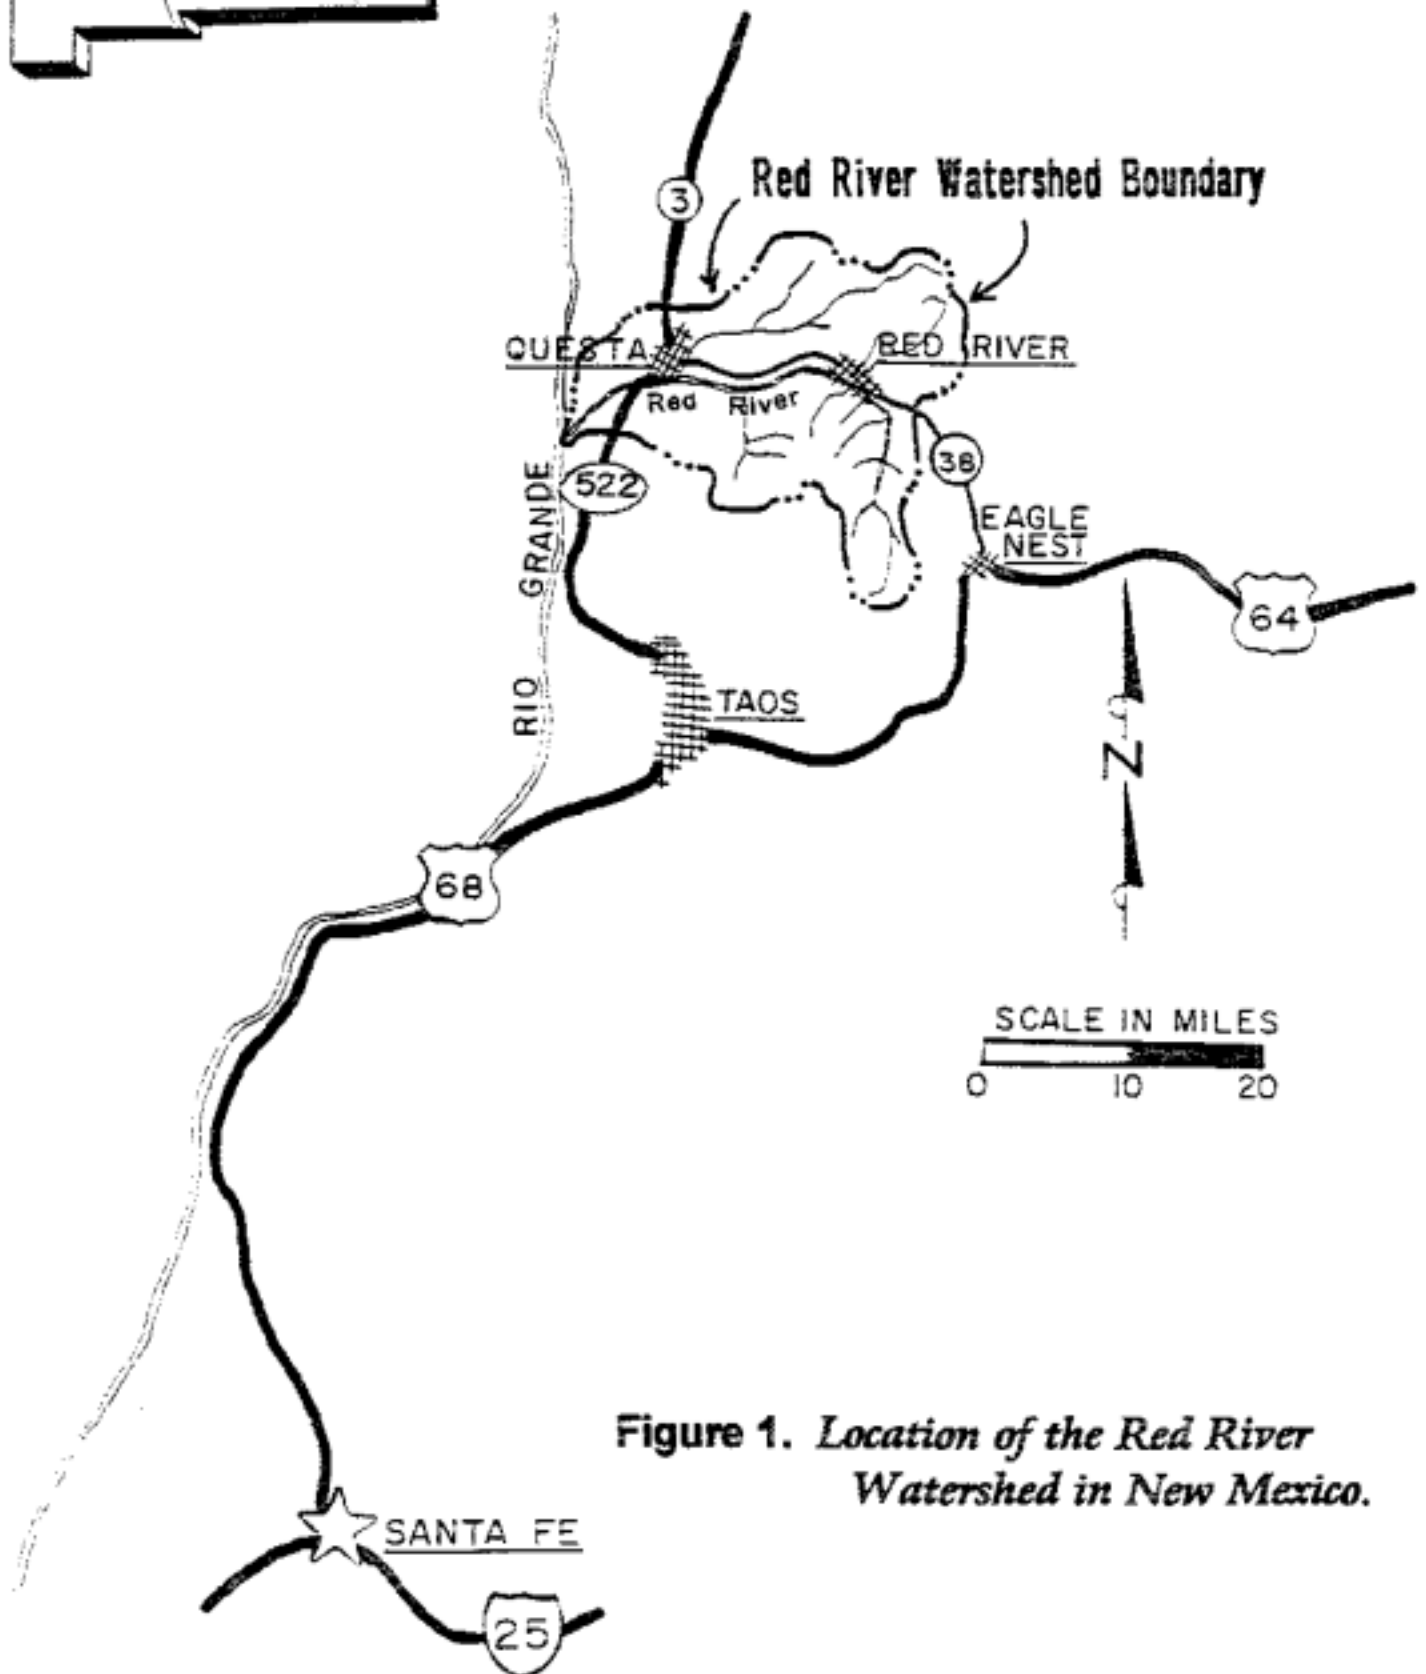 Red River Watershed Boundary
3
QUESTA
RED RIVER
Red River
38
522
EAGLE
NEST
RIO GRANDE
64
TAOS
N
68
SCALE IN MILES
0 10 20
Figure 1. Location of the Red River
Watershed in New Mexico.
SANTA FE
25